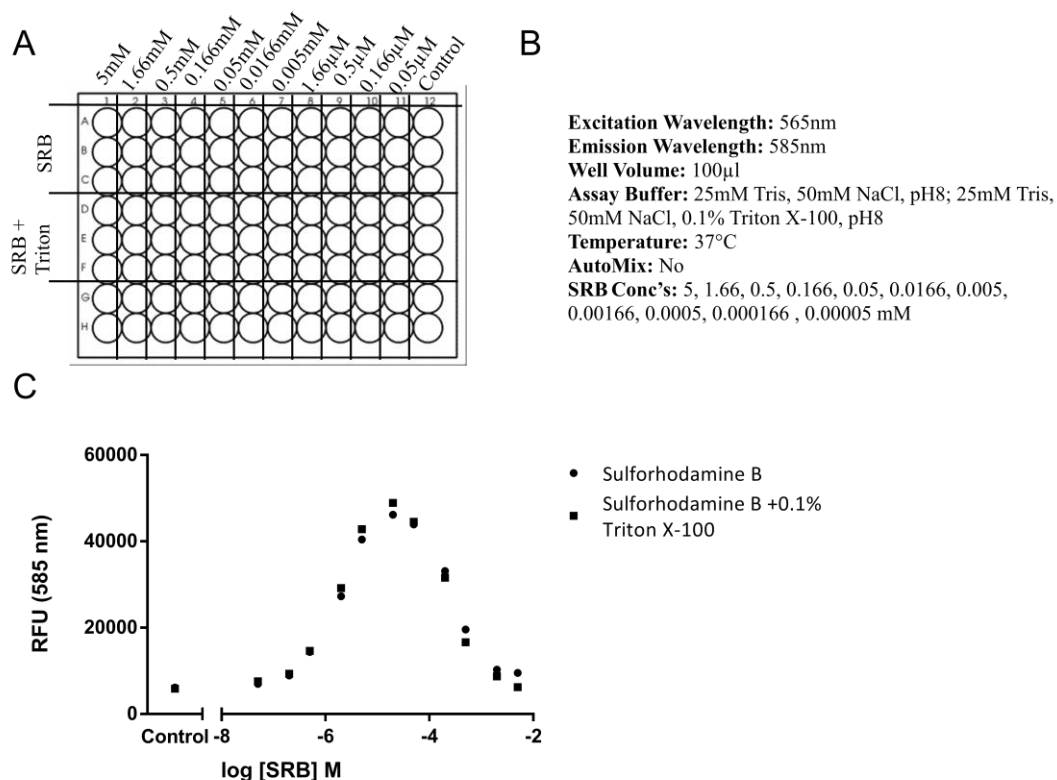 A
5mM
1.66mM
0.5mM
0.166mM
0.05mM
0.0166mM
0.005mM
1.66µM
0.5µM
0.166µM
0.05µM
Control
1 2 3 4 5 6 7 8 9 10 11 12
SRB
SRB +
Triton
A
B
C
D
E
F
G
H
B
Excitation Wavelength: 565nm
Emission Wavelength: 585nm
Well Volume: 100µl
Assay Buffer: 25mM Tris, 50mM NaCl, pH8; 25mM Tris,
50mM NaCl, 0.1% Triton X-100, pH8
Temperature: 37°C
AutoMix: No
SRB Conc's: 5, 1.66, 0.5, 0.166, 0.05, 0.0166, 0.005,
0.00166, 0.0005, 0.000166 , 0.00005 mM
C
RFU (585 nm)
60000
40000
20000
0
Control -8 -6 -4 -2
log [SRB] M
Sulforhodamine B
Sulforhodamine B +0.1%
Triton X-100